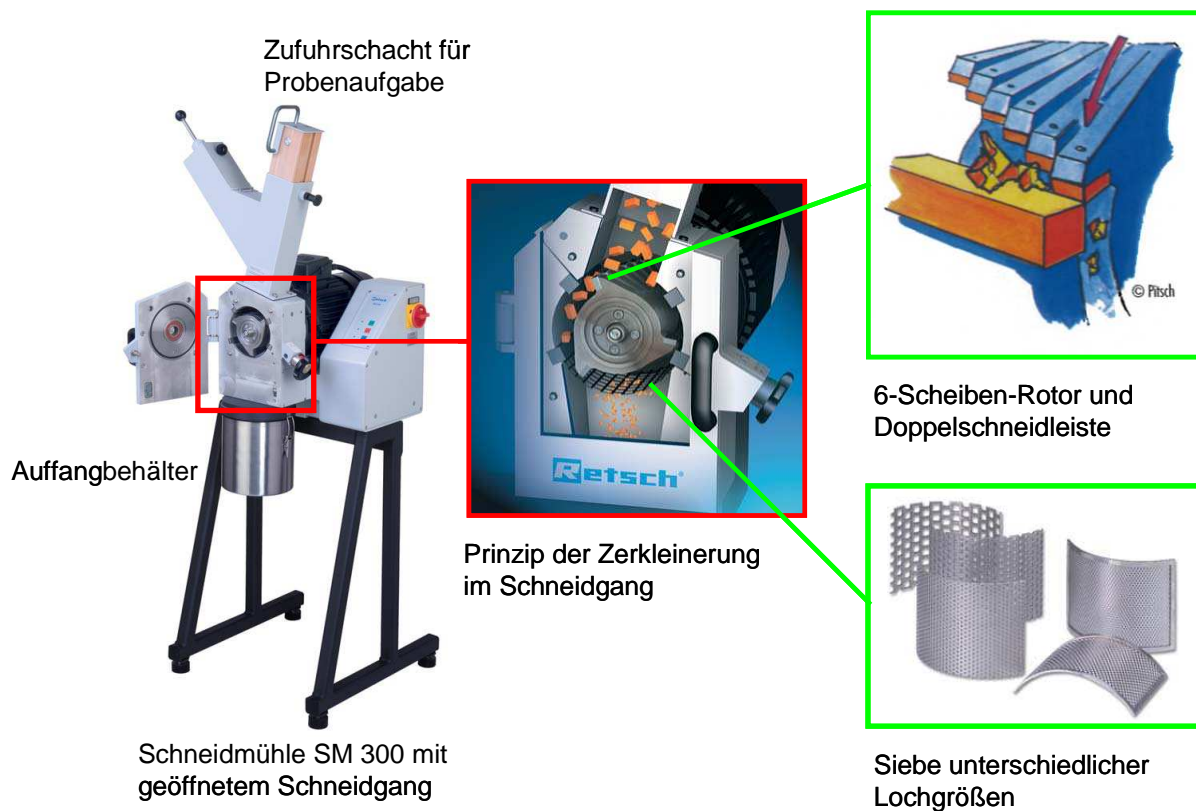 Zufuhrschacht für
Probenaufgabe
Retsch
© Pitsch
6-Scheiben-Rotor und
Doppelschneidleiste
Auffangbehälter
Retsch
Prinzip der Zerkleinerung
im Schneidgang
Schneidmühle SM 300 mit
geöffnetem Schneidgang
Siebe unterschiedlicher
Lochgrößen